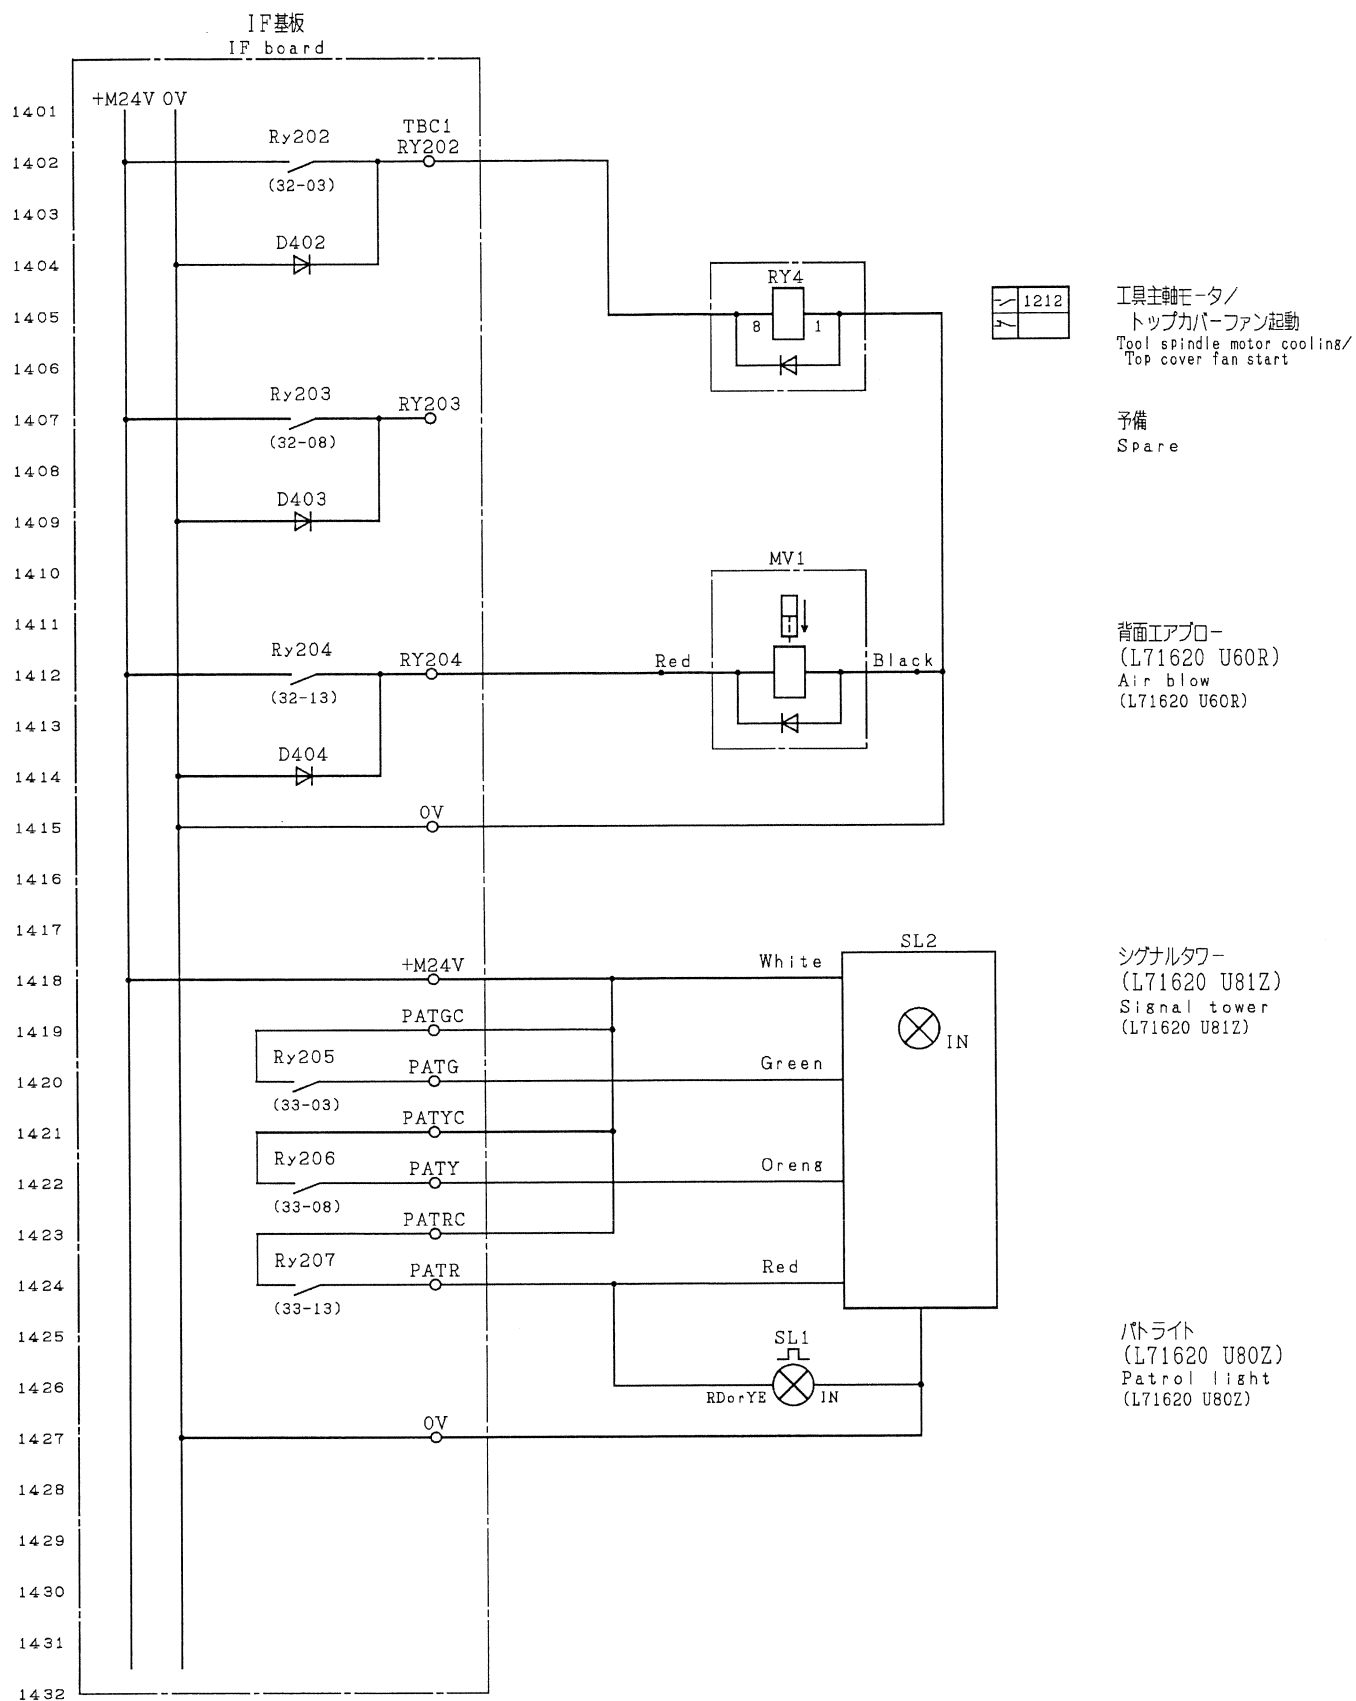 IF基板
IF board
+M24V 0V
1401
TBC1
Ry202
RY202
1402
(32-03)
1403
D402
1404
RY4
1212
工具主軸モータ/
1405
8
1
トップカバーファン起動
Tool spindle motor cooling/
Top cover fan start
1406
Ry203
RY203
1407
予備
(32-08)
Spare
1408
D403
1409
MV1
1410
1411
背面エアブロー
Ry204
RY204
Red
Black
(L71620 U60R)
1412
Air blow
(32-13)
(L71620 U60R)
1413
D404
1414
0V
1415
1416
1417
SL2
シグナルタワー
+M24V
White
1418
(L71620 U81Z)
Signal tower
PATGC
(L71620 U81Z)
1419
IN
Ry205
PATG
Green
1420
(33-03)
PATYC
1421
Ry206
PATY
Oreng
1422
(33-08)
PATRC
1423
Ry207
PATR
Red
1424
(33-13)
SL1
パトライト
1425
(L71620 U80Z)
Patrol light
1426
RDorYE
IN
(L71620 U80Z)
0V
1427
1428
1429
1430
1431
1432